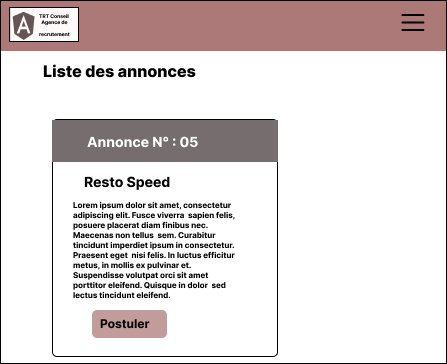 TRT Conseil
Agence de
recrutement
Liste des annonces
Annonce N° : 05
Resto Speed
Lorem ipsum dolor sit amet, consectetur
adipiscing elit. Fusce viverra sapien felis,
posuere placerat diam finibus nec.
Maecenas non tellus sem. Curabitur
tincidunt imperdiet ipsum in consectetur.
Praesent eget nisi felis. In luctus efficitur
metus, in mollis ex pulvinar et.
Suspendisse volutpat orci sit amet
porttitor eleifend. Quisque in dolor sed
lectus tincidunt eleifend.
Postuler